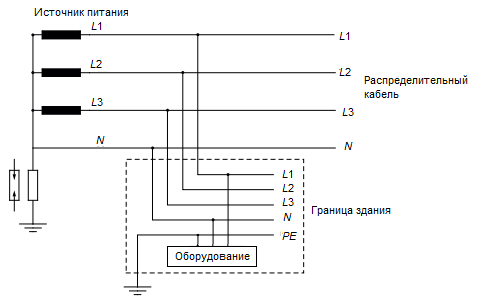 Источник питания
L1
L1
L2
L2
Распределительный
кабель
L3
L3
N
N
L1
L2
L3
Граница здания
N
PE
Оборудование